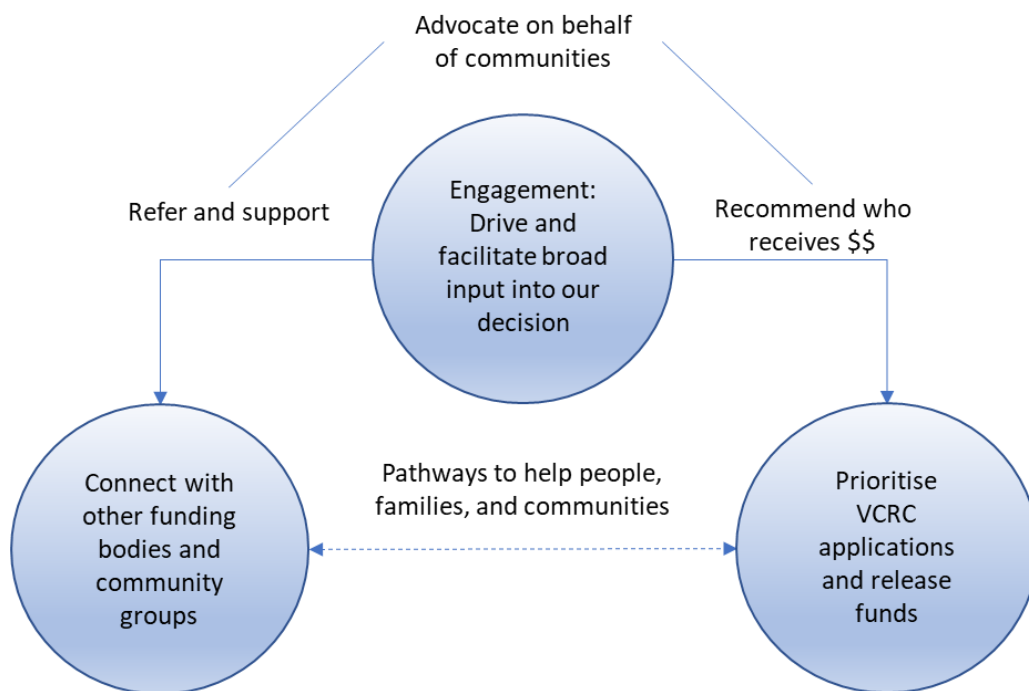 Advocate on behalf
of communities
Refer and support
Engagement:
Drive and
facilitate broad
input into our
decision
Recommend who
receives $$
Connect with
other funding
bodies and
community
groups
Pathways to help people,
families, and communities
Prioritise
VCRC
applications
and release
funds